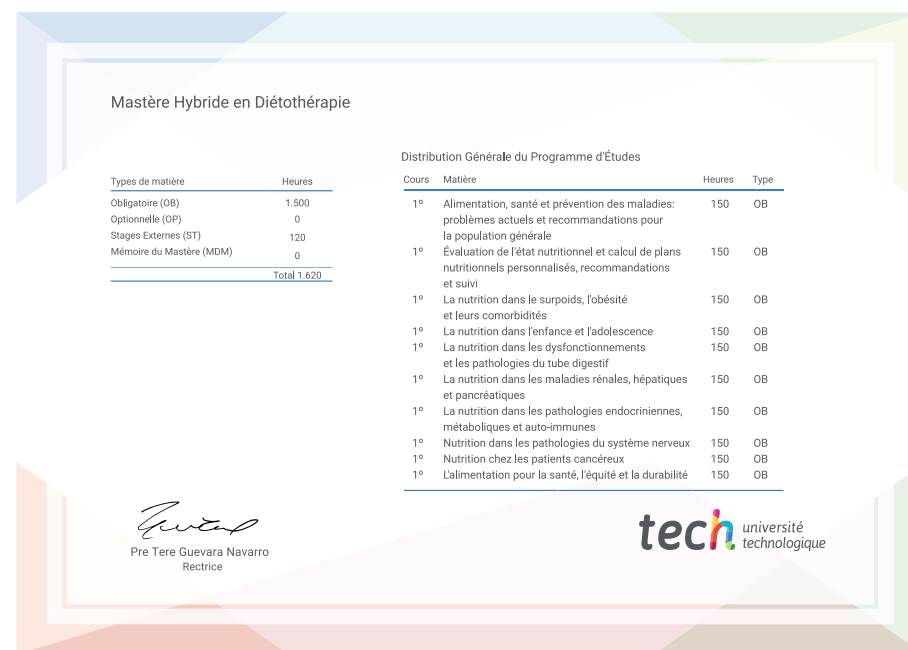 Mastère Hybride en Diétothérapie
Types de matière Heures
Obligatoire (OB) 1.500
Optionnelle (OP) 0
Stages Externes (ST) 120
Mémoire du Mastère (MDM) 0
Total 1.620
Distribution Générale du Programme d'Études
Cours Matière Heures Type
1º Alimentation, santé et prévention des maladies: 150 OB
problèmes actuels et recommandations pour
la population générale
1º Évaluation de l'état nutritionnel et calcul de plans 150 OB
nutritionnels personnalisés, recommandations
et suivi
1º La nutrition dans le surpoids, l'obésité 150 OB
et leurs comorbidités
1º La nutrition dans l'enfance et l'adolescence 150 OB
1º La nutrition dans les dysfonctionnements 150 OB
et les pathologies du tube digestif
1º La nutrition dans les maladies rénales, hépatiques 150 OB
et pancréatiques
1º La nutrition dans les pathologies endocriniennes, 150 OB
métaboliques et auto-immunes
1º Nutrition dans les pathologies du système nerveux 150 OB
1º Nutrition chez les patients cancéreux 150 OB
1º L'alimentation pour la santé, l'équité et la durabilité 150 OB
Pre Tere Guevara Navarro
Rectrice
tech université
technologique